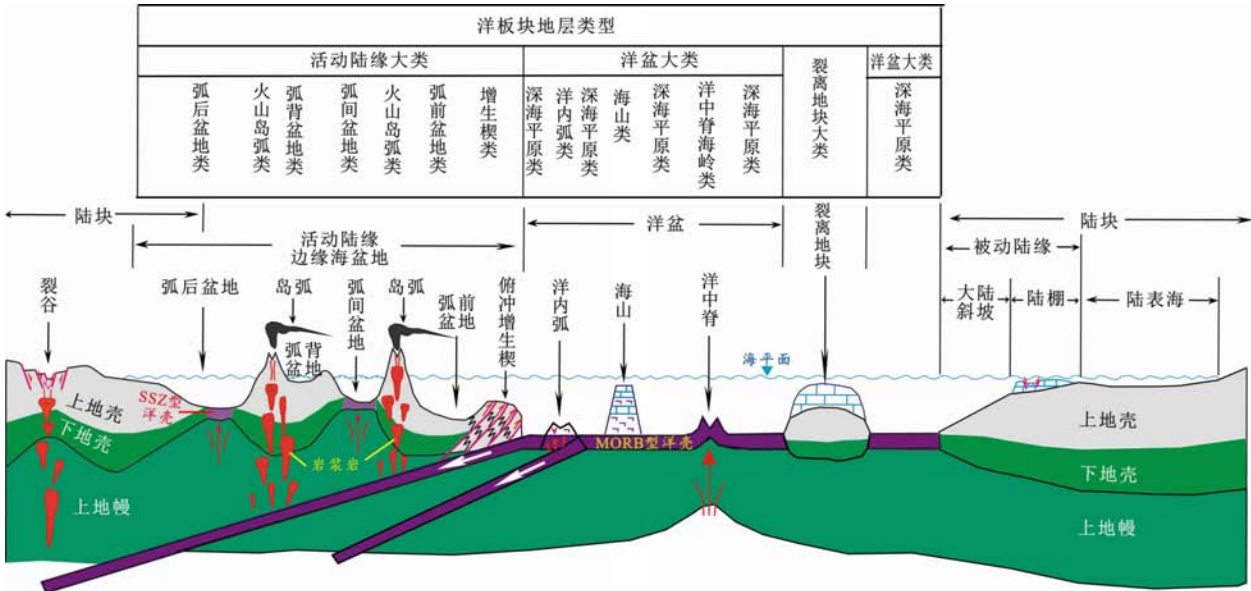 洋板块地层类型
活动陆缘大类
洋盆大类
裂离地块大类
洋盆大类
弧后盆地类
火山岛弧类
弧背盆地类
弧间盆地类
火山岛弧类
弧前盆地类
增生楔类
深海平原类
洋内弧类
深海平原类
海山类
深海平原类
洋中脊海岭类
深海平原类
深海平原类
陆块
活动陆缘
边缘海盆地
洋盆
裂离地块
陆块
被动陆缘
大陆斜坡
陆棚
陆表海
裂谷
弧后盆地
岛弧
弧背盆地
弧间盆地
岛弧
弧前盆地
俯冲增生楔
洋内弧
海山
洋中脊
海平面
SSZ型
洋壳
上地壳
下地壳
上地幔
岩浆岩
MORB型洋壳
上地壳
下地壳
上地幔